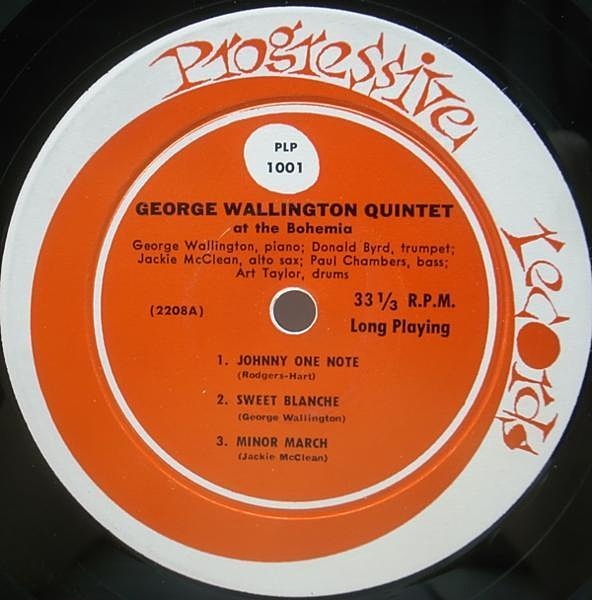 Progressive
records
PLP
1001
GEORGE WALLINGTON QUINTET
at the Bohemia
George Wallington, piano; Donald Byrd, trumpet;
Jackie McClean, alto sax; Paul Chambers, bass;
Art Taylor, drums
(2208A)
33 1/3 R.P.M.
Long Playing
1. JOHNNY ONE NOTE
(Rodgers-Hart)
2. SWEET BLANCHE
(George Wallington)
3. MINOR MARCH
(Jackie McClean)